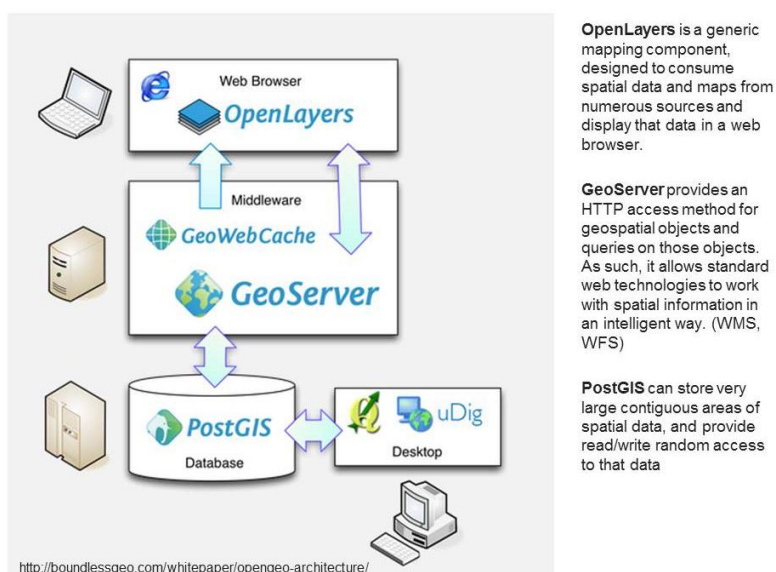 Web Browser
OpenLayers
Middleware
GeoWebCache
GeoServer
PostGIS
Database
uDig
Desktop
http://boundlessgeo.com/whitepaper/opengeo-architecture/
OpenLayers is a generic
mapping component,
designed to consume
spatial data and maps from
numerous sources and
display that data in a web
browser.
GeoServer provides an
HTTP access method for
geospatial objects and
queries on those objects.
As such, it allows standard
web technologies to work
with spatial information in
an intelligent way. (WMS,
WFS)
PostGIS can store very
large contiguous areas of
spatial data, and provide
read/write random access
to that data